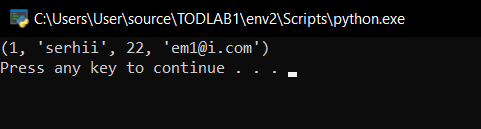 C:\Users\User\source\TODLAB1\env2\Scripts\python.exe
(1, 'serhii', 22, 'em1@i.com')
Press any key to continue . . .